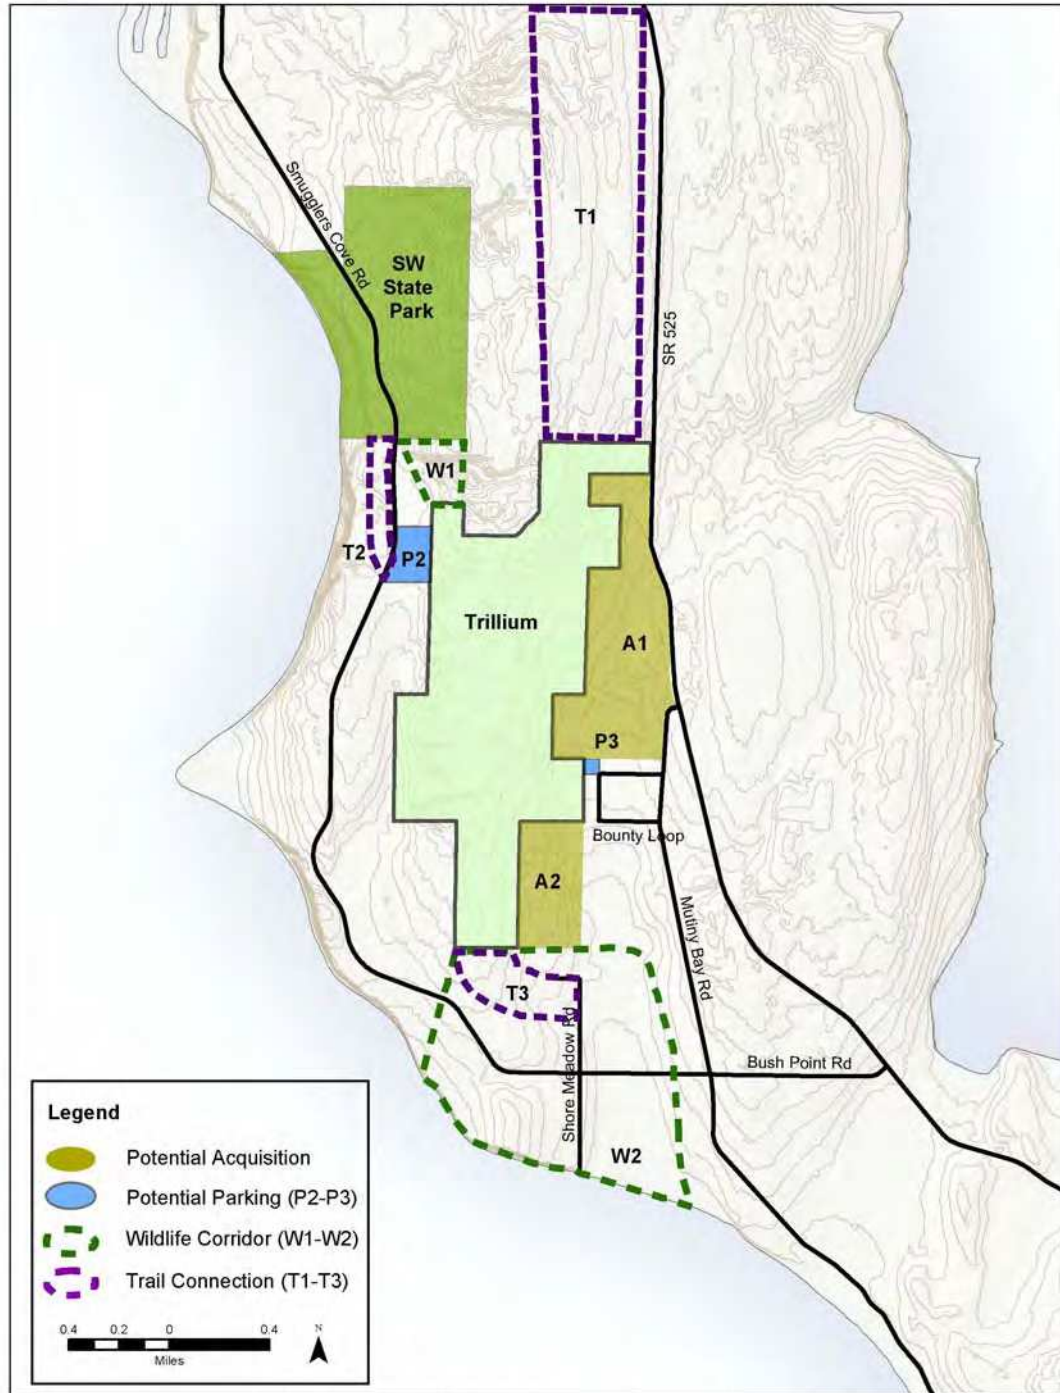 Smugglers Cove Rd
T1
SW
State
Park
SR 525
W1
T2
P2
Trillium
A1
P3
Bounty Loop
A2
Mutiny Bay Rd
T3
Shore Meadow Rd
Bush Point Rd
W2
Legend
Potential Acquisition
Potential Parking (P2-P3)
Wildlife Corridor (W1-W2)
Trail Connection (T1-T3)
0.4 0.2 0 0.4
Miles
N